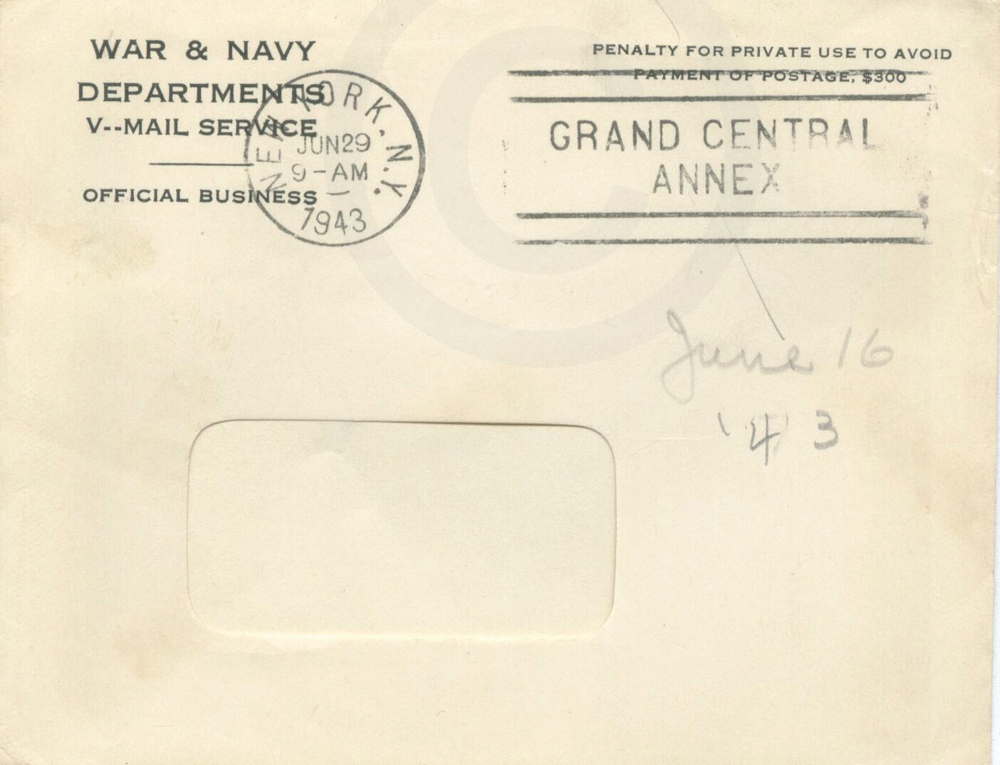 WAR & NAVY
DEPARTMENTS
V--MAIL SERVICE
OFFICIAL BUSINESS
NEW YORK, N.Y.
JUN 29
9-AM
1943
PENALTY FOR PRIVATE USE TO AVOID
PAYMENT OF POSTAGE, $300
GRAND CENTRAL
ANNEX
June 16
'43